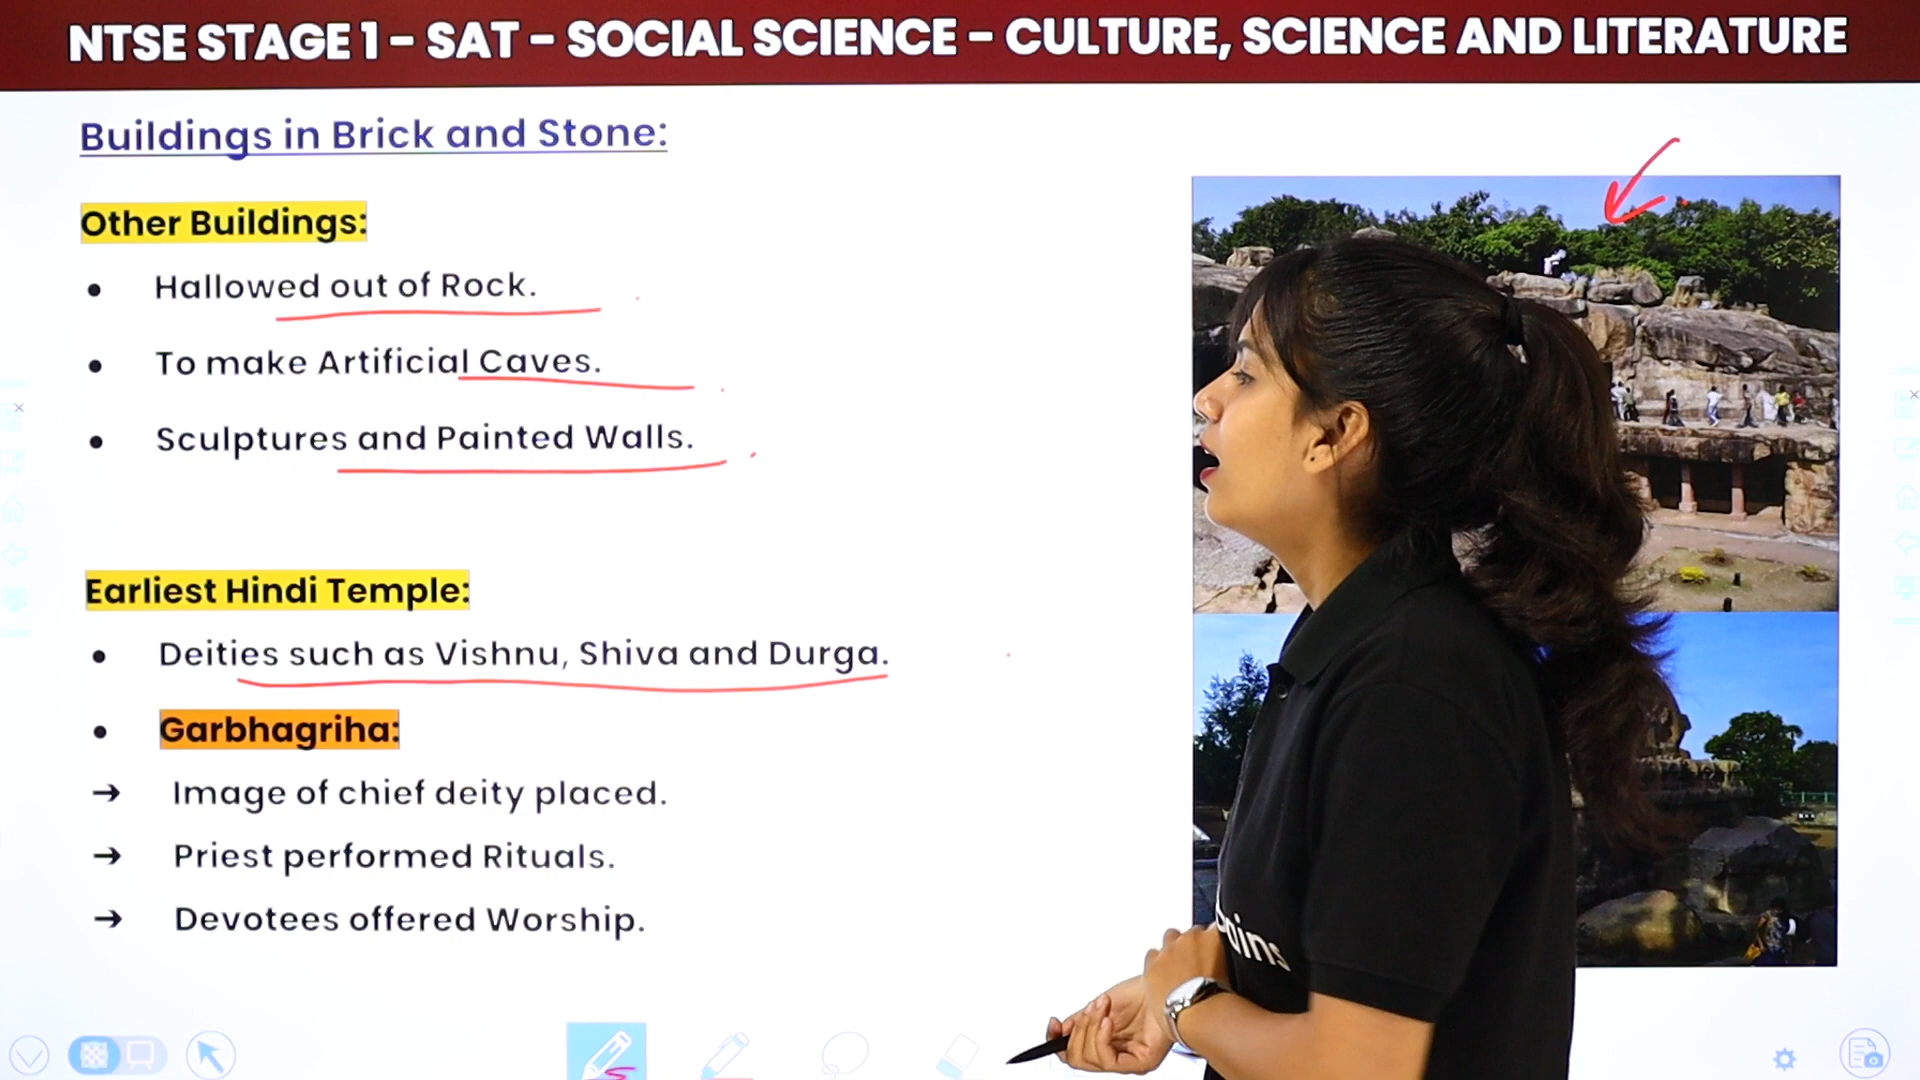 NTSE STAGE 1 - SAT - SOCIAL SCIENCE - CULTURE, SCIENCE AND LITERATURE
Buildings in Brick and Stone:
Other Buildings:
● Hallowed out of Rock.
● To make Artificial Caves.
● Sculptures and Painted Walls.
Earliest Hindi Temple:
● Deities such as Vishnu, Shiva and Durga.
● Garbhagriha:
→ Image of chief deity placed.
→ Priest performed Rituals.
→ Devotees offered Worship.